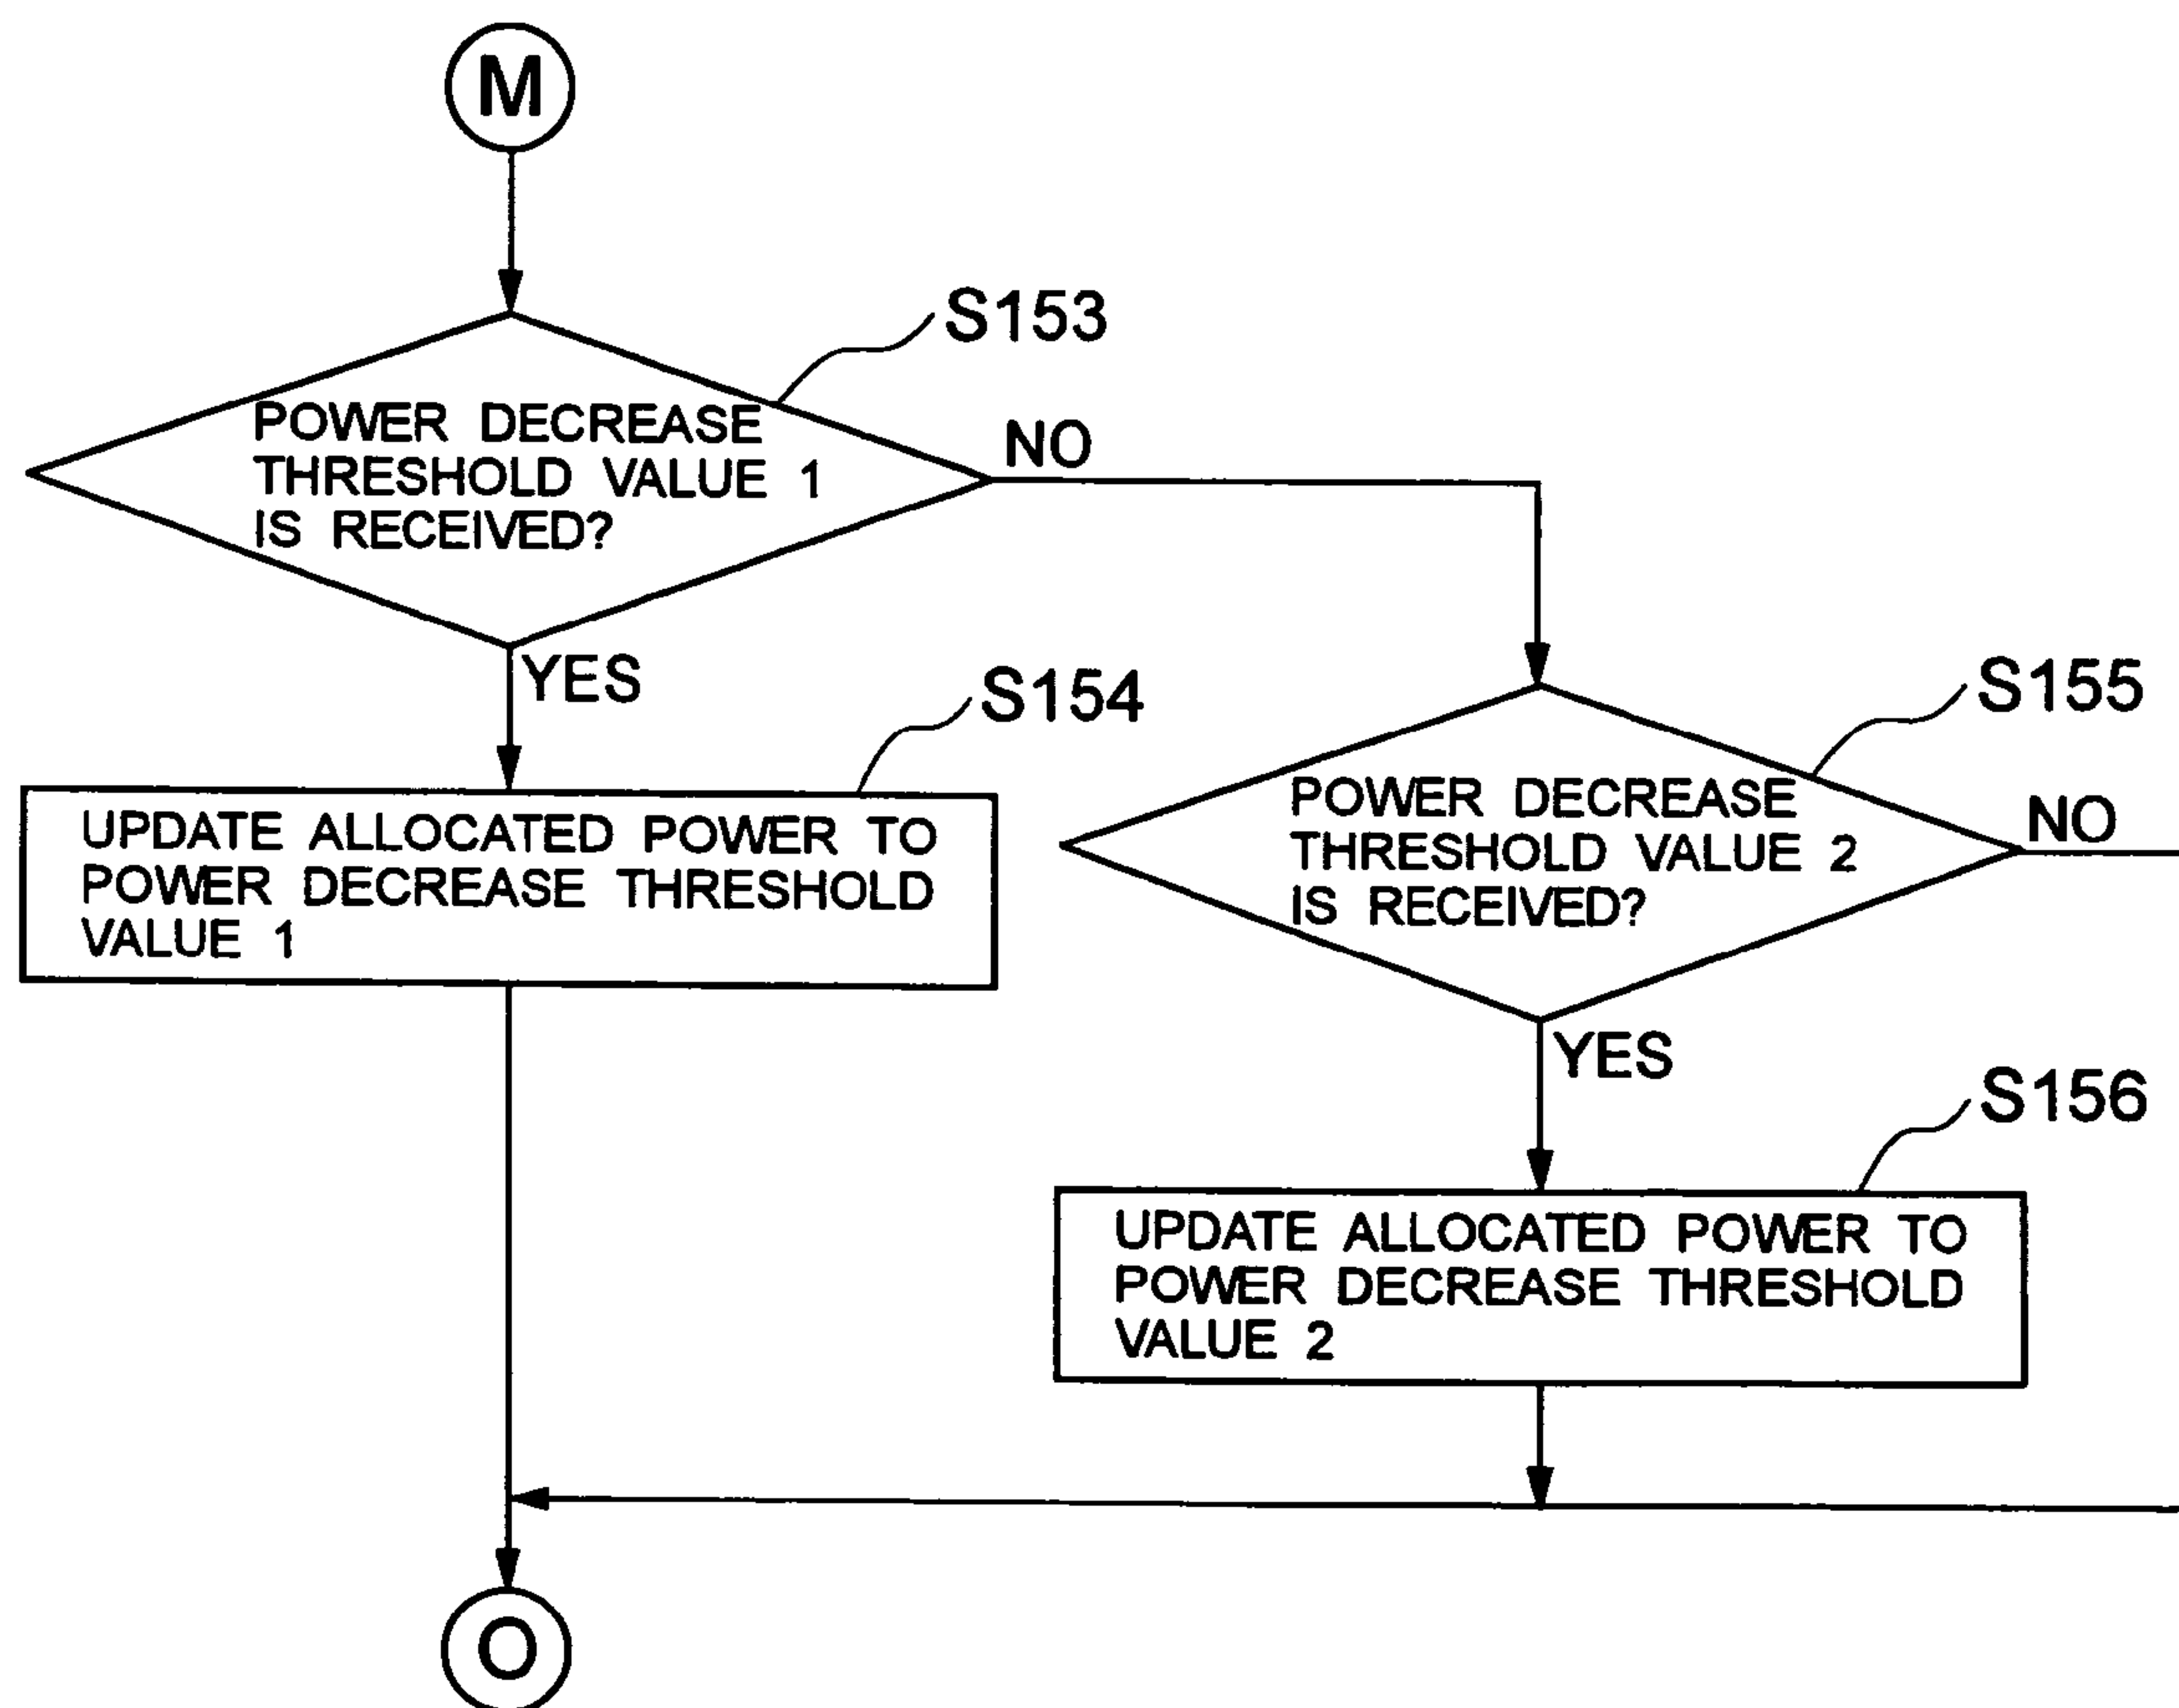 M
S153
POWER DECREASE
THRESHOLD VALUE 1
IS RECEIVED?
NO
YES
S154
UPDATE ALLOCATED POWER TO
POWER DECREASE THRESHOLD
VALUE 1
S155
POWER DECREASE
THRESHOLD VALUE 2
IS RECEIVED?
NO
YES
S156
UPDATE ALLOCATED POWER TO
POWER DECREASE THRESHOLD
VALUE 2
O